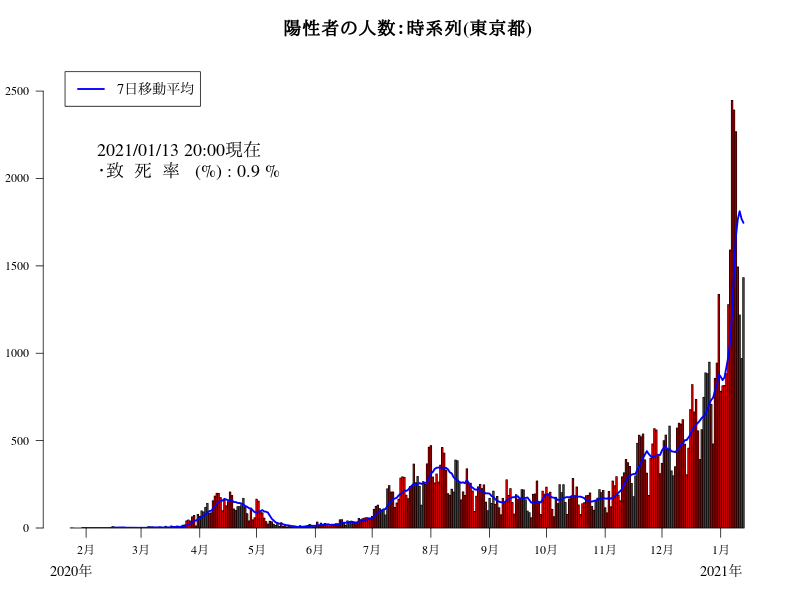 陽性者の人数:時系列(東京都)
7日移動平均
2021/01/13 20:00現在
・致 死 率 (%) : 0.9 %
2500
2000
1500
1000
500
0
2月 3月 4月 5月 6月 7月 8月 9月 10月 11月 12月 1月
2020年 2021年